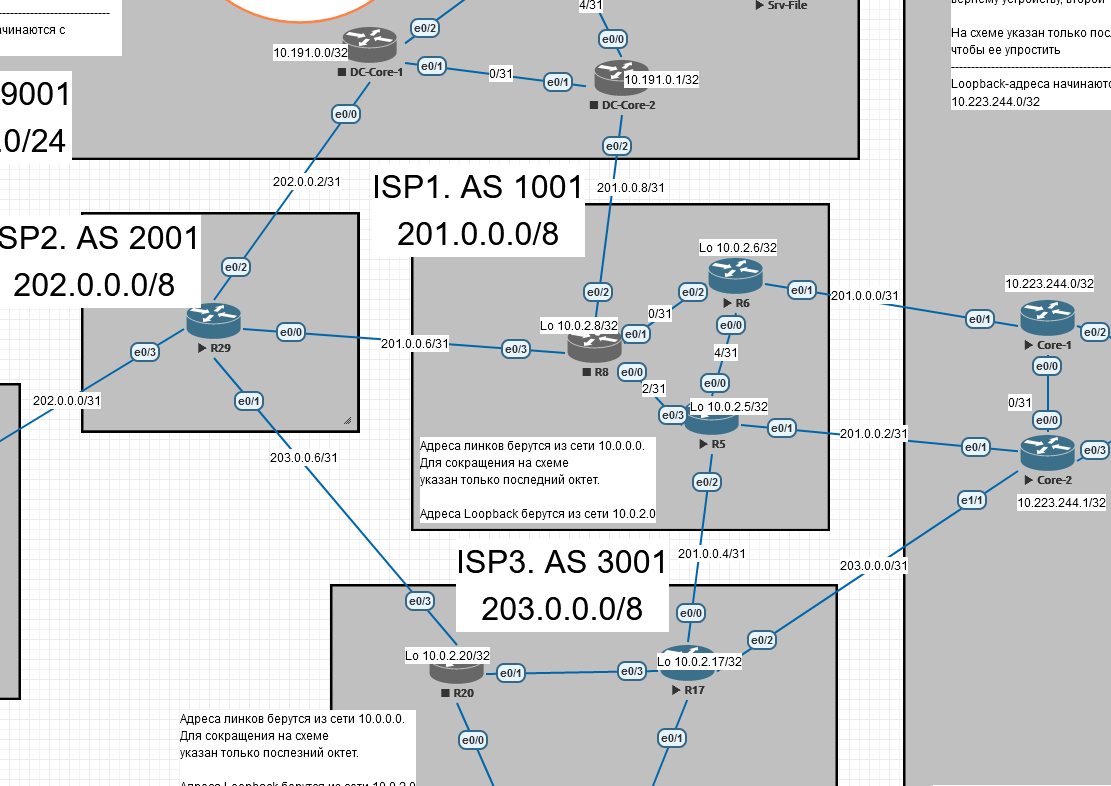 4/31
Srv-File
вернему устройству, второй
ачинаются с
На схеме указан только пос
чтобы ее упростить
Loopback-адреса начинаютс
10.223.244.0/32
e0/2
e0/0
10.191.0.0/32
DC-Core-1
e0/1
0/31
e0/1
10.191.0.1/32
DC-Core-2
e0/0
e0/2
9001
.0/24
202.0.0.2/31
ISP1. AS 1001
201.0.0.0/8
201.0.0.8/31
SP2. AS 2001
202.0.0.0/8
e0/2
R29
e0/0
e0/3
e0/1
202.0.0.0/31
201.0.0.6/31
203.0.0.6/31
Lo 10.0.2.6/32
R6
e0/2
e0/1
e0/0
e0/2
Lo 10.0.2.8/32
R8
e0/3
e0/1
e0/0
0/31
4/31
2/31
e0/0
e0/3
Lo 10.0.2.5/32
R5
e0/1
e0/2
201.0.0.0/31
201.0.0.2/31
10.223.244.0/32
e0/1
Core-1
e0/2
e0/0
0/31
e0/0
e0/1
Core-2
e0/3
e1/1
10.223.244.1/32
Адреса линков берутся из сети 10.0.0.0.
Для сокращения на схеме
указан только последний октет.
Адреса Loopback берутся из сети 10.0.2.0
ISP3. AS 3001
203.0.0.0/8
201.0.0.4/31
203.0.0.0/31
e0/3
e0/0
e0/2
Lo 10.0.2.20/32
R20
e0/1
e0/3
Lo 10.0.2.17/32
R17
e0/0
e0/1
Адреса линков берутся из сети 10.0.0.0.
Для сокращения на схеме
указан только послезний октет.
Адреса Loopback берутся из сети 10.0.2.0